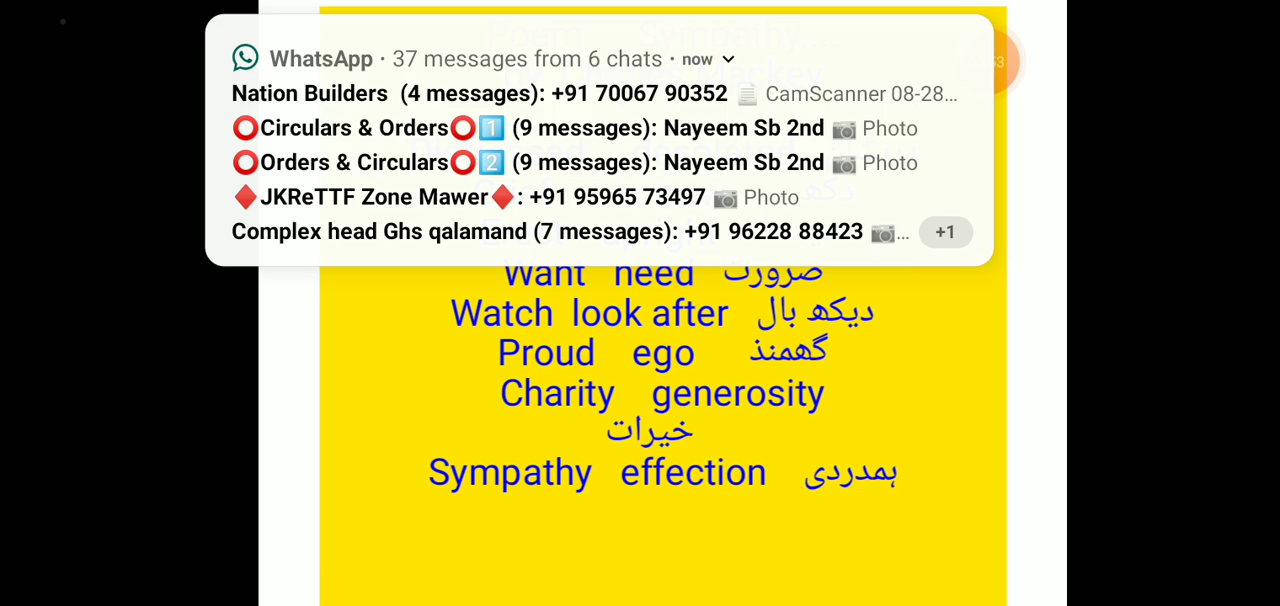 WhatsApp · 37 messages from 6 chats · now
53
Nation Builders (4 messages): +91 70067 90352 📄 CamScanner 08-28…
⭕Circulars & Orders⭕1️⃣ (9 messages): Nayeem Sb 2nd 📷 Photo
⭕Orders & Circulars⭕2️⃣ (9 messages): Nayeem Sb 2nd 📷 Photo
♦️JKReTTF Zone Mawer♦️: +91 95965 73497 📷 Photo
Complex head Ghs qalamand (7 messages): +91 96228 88423 📷… +1
Want need ضرورت
Watch look after دیکھ بال
Proud ego گھمنڈ
Charity generosity
خیرات
Sympathy effection ہمدردی